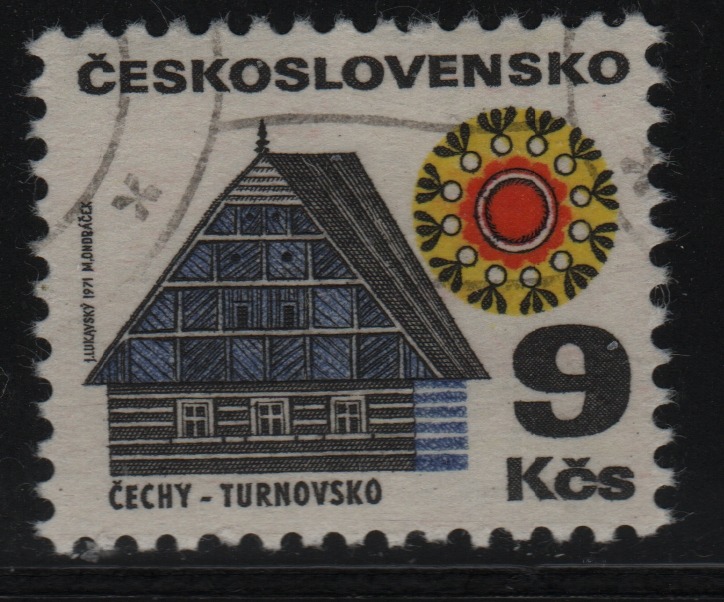 ČESKOSLOVENSKO
J.LUKAVSKÝ 1971 M.ONDRÁČEK
9
Kčs
ČECHY - TURNOVSKO